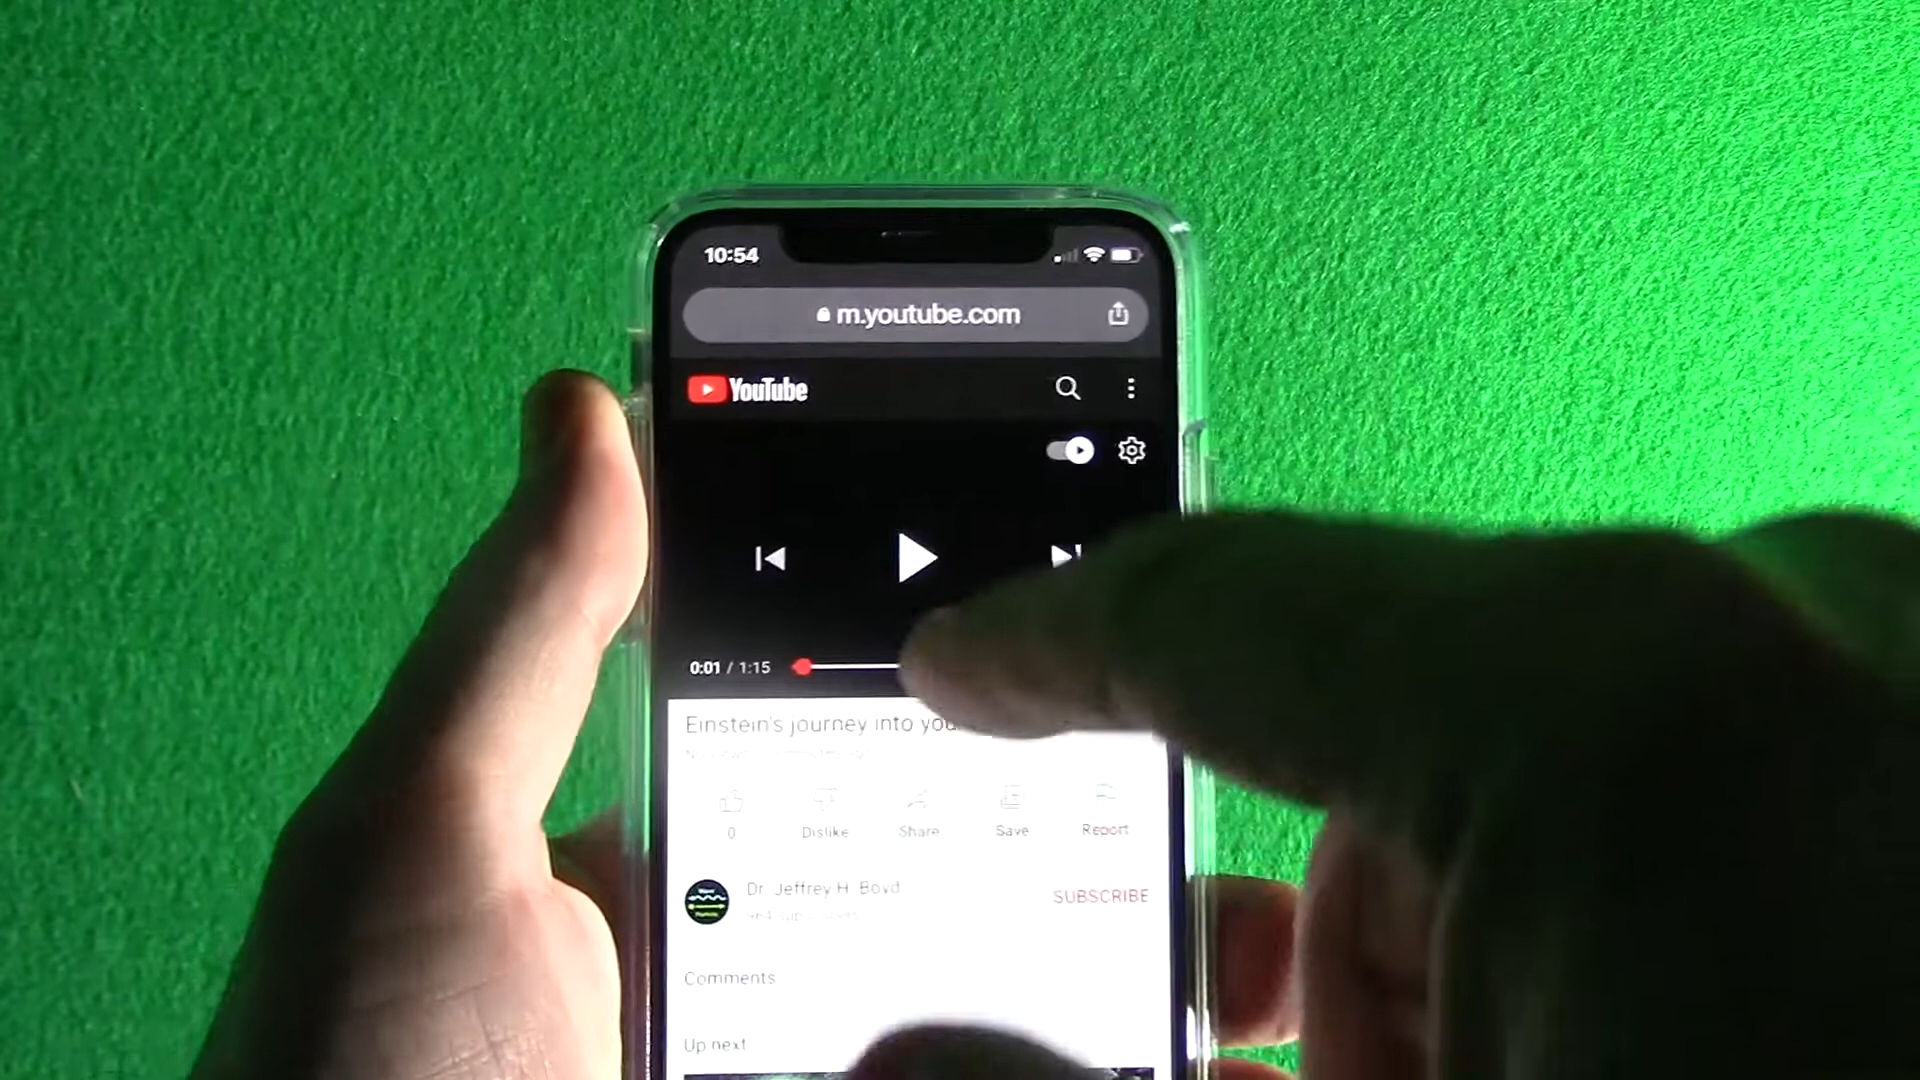 10:54
m.youtube.com
YouTube
0:01 / 1:15
Einstein's journey into
0
Dislike
Share
Save
Report
Dr. Jeffrey H. Boyd
SUBSCRIBE
Comments
Up next